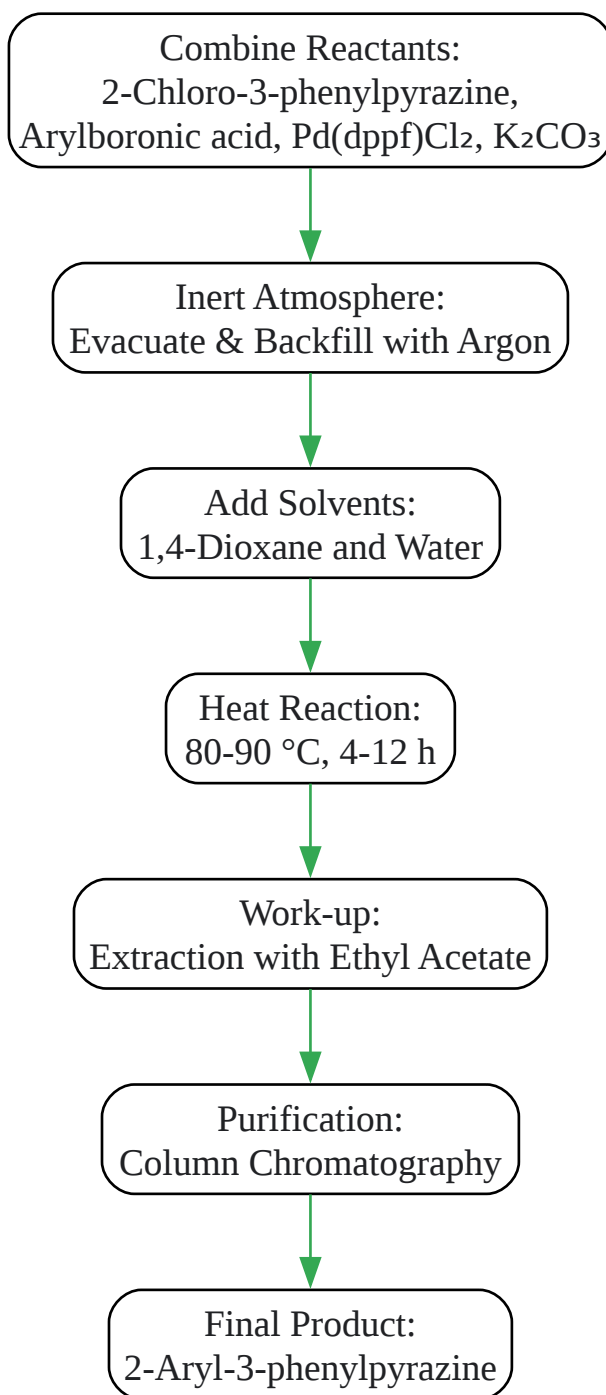 Combine Reactants:
2-Chloro-3-phenylpyrazine,
Arylboronic acid, Pd(dppf)Cl₂, K₂CO₃
Inert Atmosphere:
Evacuate & Backfill with Argon
Add Solvents:
1,4-Dioxane and Water
Heat Reaction:
80-90 °C, 4-12 h
Work-up:
Extraction with Ethyl Acetate
Purification:
Column Chromatography
Final Product:
2-Aryl-3-phenylpyrazine